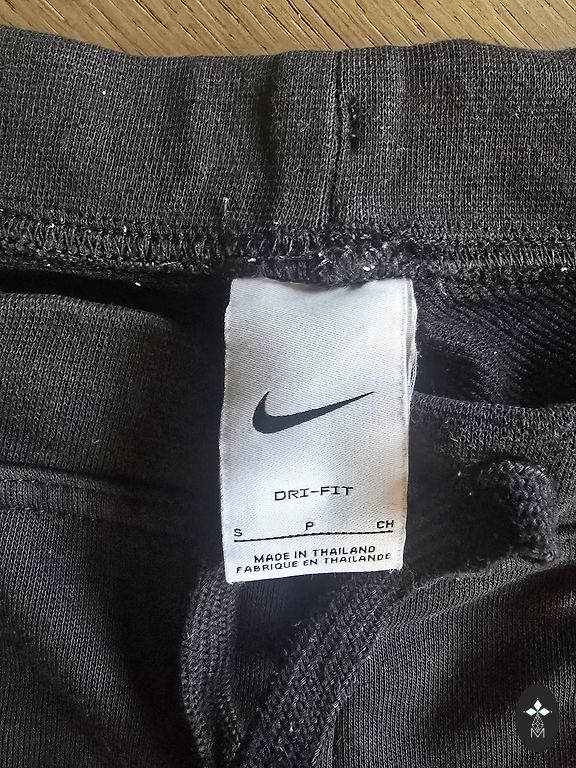 DRI-FIT
S P CH
MADE IN THAILAND
FABRIQUE EN THAILANDE